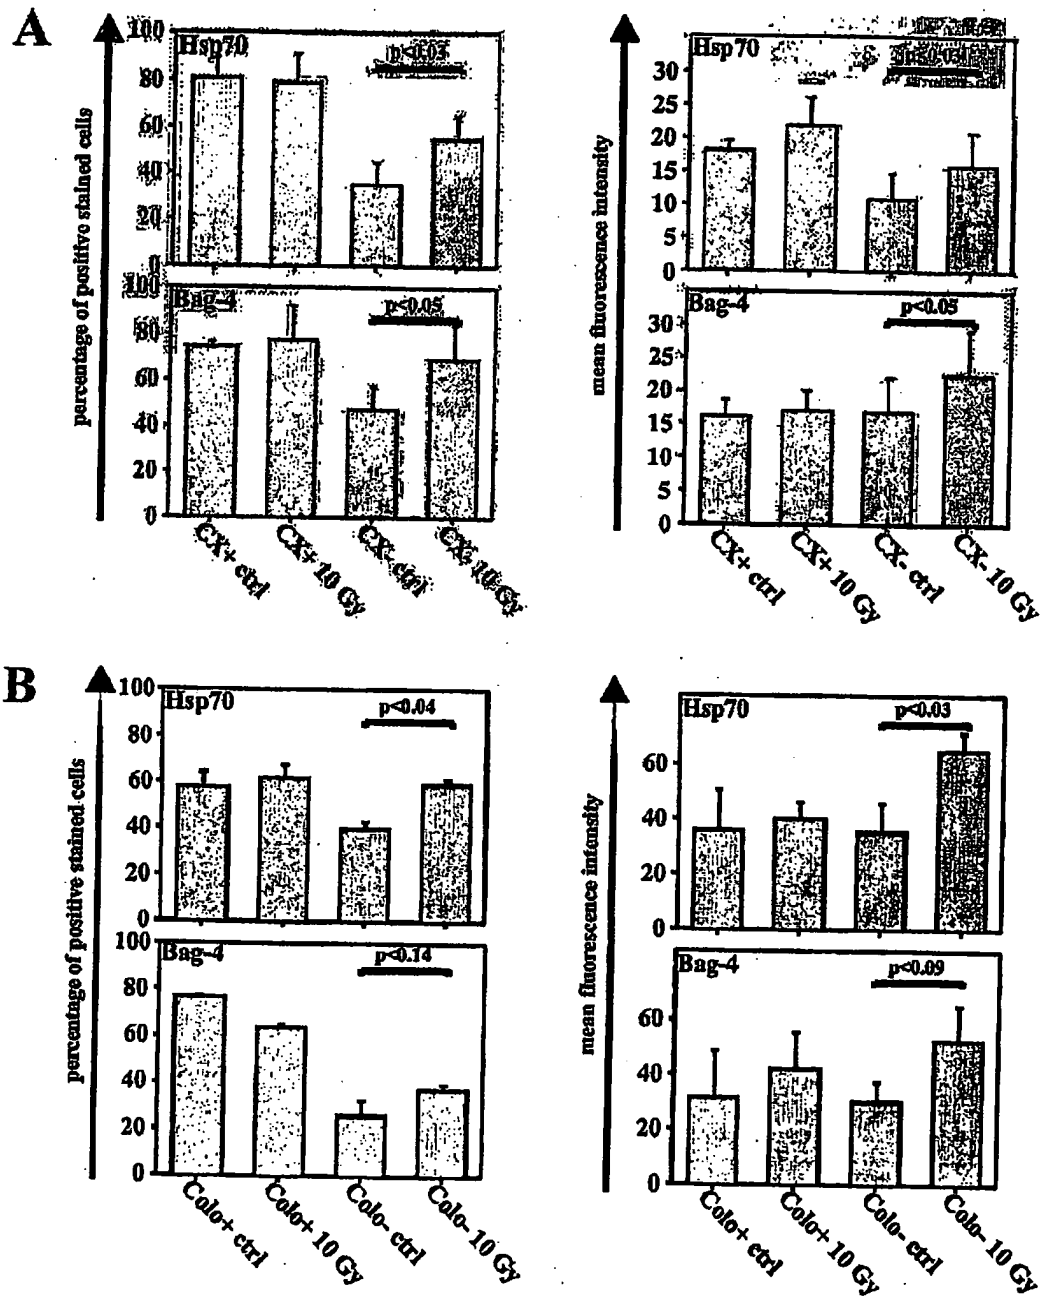 A
percentage of positive stained cells
100
80
60
40
20
0
Hsp70
p<0.03
100
80
60
40
20
0
Bag-4
p<0.05
CX+ ctrl
CX+ 10 Gy
CX- ctrl
CX- 10 Gy
mean fluorescence intensity
30
25
20
15
10
5
0
Hsp70
30
25
20
15
10
5
0
Bag-4
p<0.05
CX+ ctrl
CX+ 10 Gy
CX- ctrl
CX- 10 Gy
B
percentage of positive stained cells
100
80
60
40
20
0
Hsp70
p<0.04
100
80
60
40
20
0
Bag-4
p<0.14
Colo+ ctrl
Colo+ 10 Gy
Colo- ctrl
Colo- 10 Gy
mean fluorescence intensity
60
40
20
0
Hsp70
p<0.03
60
40
20
0
Bag-4
p<0.09
Colo+ ctrl
Colo+ 10 Gy
Colo- ctrl
Colo- 10 Gy